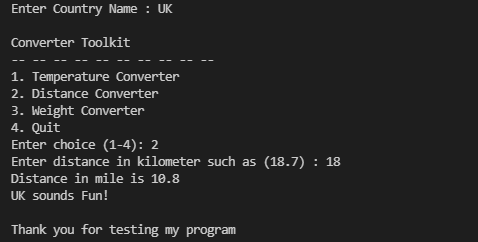 Enter Country Name : UK
Converter Toolkit
-- -- -- -- -- -- -- -- -- --
1. Temperature Converter
2. Distance Converter
3. Weight Converter
4. Quit
Enter choice (1-4): 2
Enter distance in kilometer such as (18.7) : 18
Distance in mile is 10.8
UK sounds Fun!
Thank you for testing my program